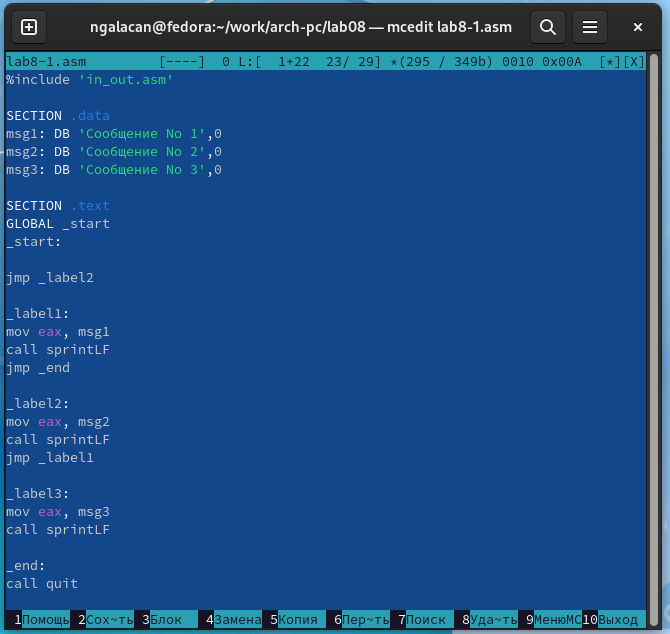 ngalacan@fedora:~/work/arch-pc/lab08 — mcedit lab8-1.asm
lab8-1.asm [----] 0 L:[ 1+22 23/ 29] *(295 / 349b) 0010 0x00A [*][X]
%include 'in_out.asm'
SECTION .data
msg1: DB 'Сообщение No 1',0
msg2: DB 'Сообщение No 2',0
msg3: DB 'Сообщение No 3',0
SECTION .text
GLOBAL _start
_start:
jmp _label2
_label1:
mov eax, msg1
call sprintLF
jmp _end
_label2:
mov eax, msg2
call sprintLF
jmp _label1
_label3:
mov eax, msg3
call sprintLF
_end:
call quit
1Помощь 2Сох~ть 3Блок 4Замена 5Копия 6Пер~ть 7Поиск 8Уда~ть 9МенюМС 10Выход